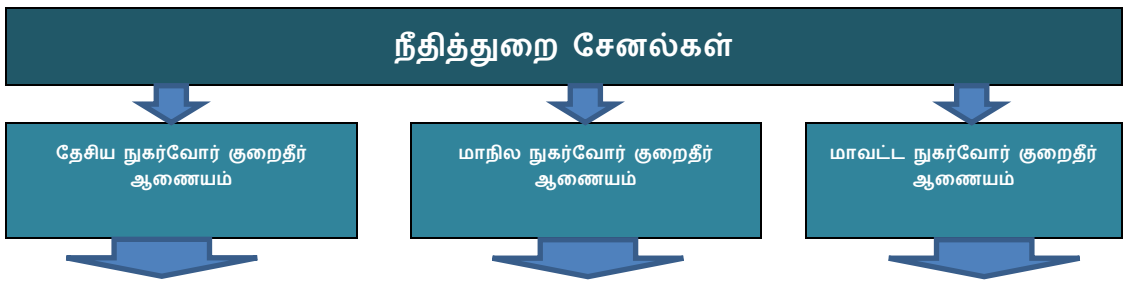 நீதித்துறை சேனல்கள்
தேசிய நுகர்வோர் குறைதீர்
ஆணையம்
மாநில நுகர்வோர் குறைதீர்
ஆணையம்
மாவட்ட நுகர்வோர் குறைதீர்
ஆணையம்